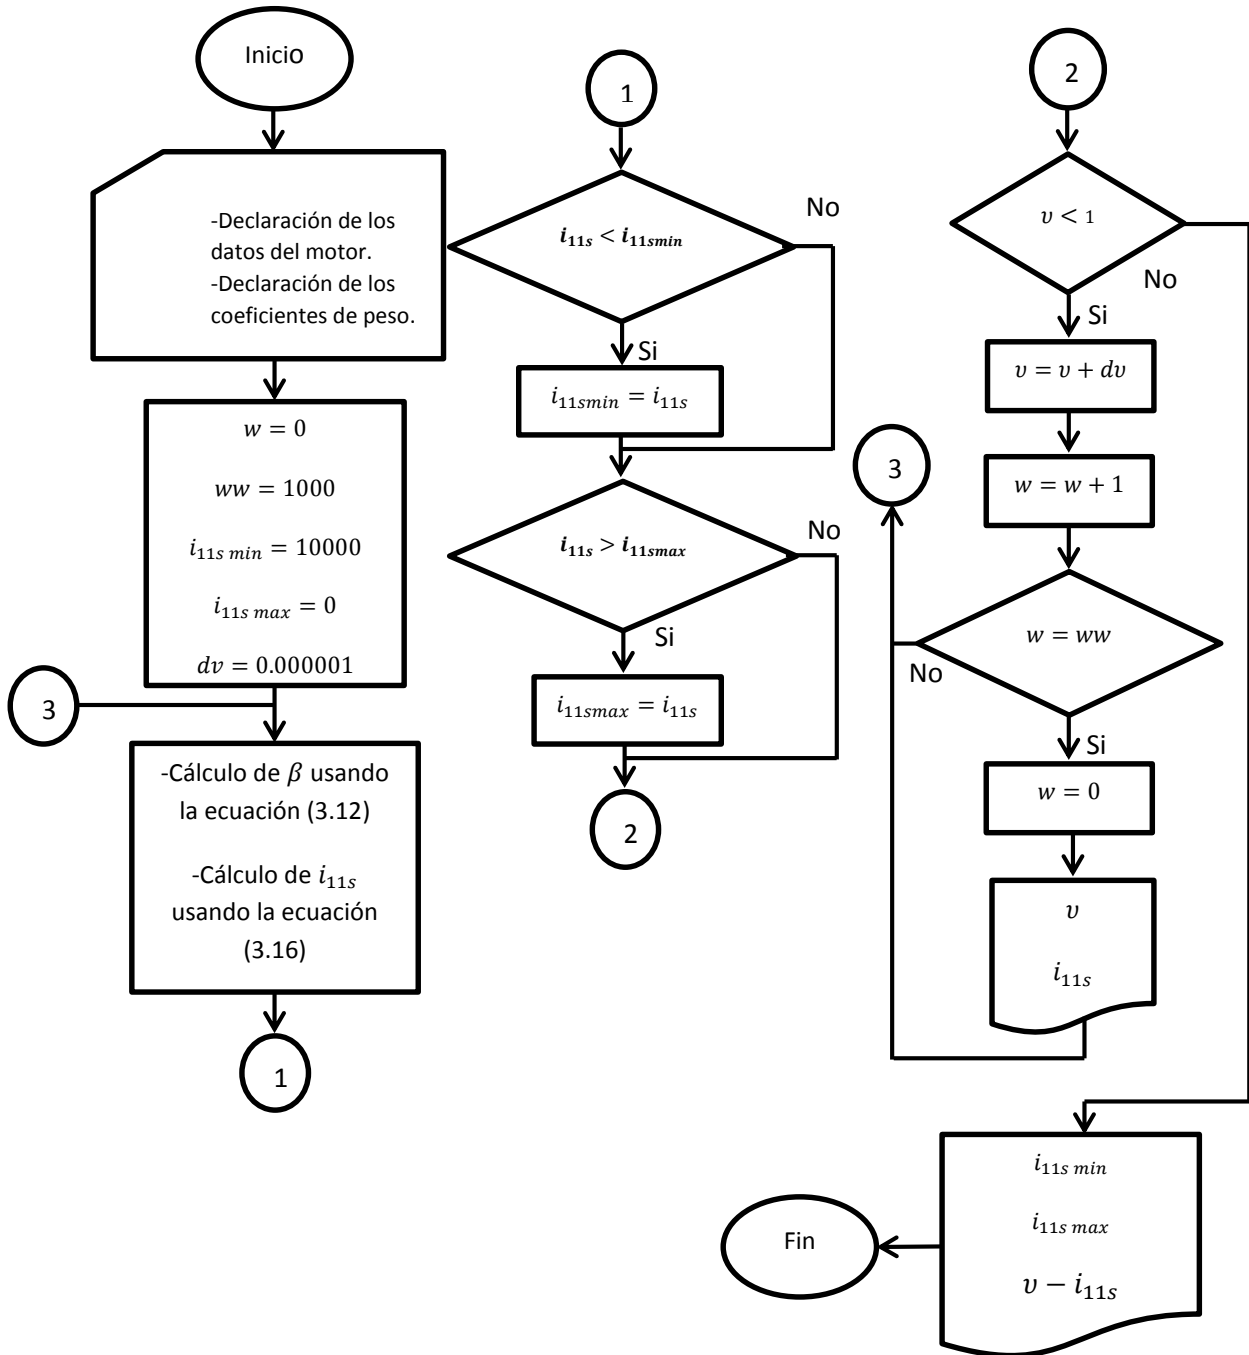 Inicio
-Declaración de los
datos del motor.
-Declaración de los
coeficientes de peso.
w = 0
ww = 1000
i₁₁ₛ ₘᵢₙ = 10000
i₁₁ₛ ₘₐₓ = 0
dv = 0.000001
3
-Cálculo de β usando
la ecuación (3.12)
-Cálculo de i₁₁ₛ
usando la ecuación
(3.16)
1
1
i₁₁ₛ < i₁₁ₛₘᵢₙ
No
Si
i₁₁ₛₘᵢₙ = i₁₁ₛ
i₁₁ₛ > i₁₁ₛₘₐₓ
No
Si
i₁₁ₛₘₐₓ = i₁₁ₛ
2
2
υ < 1
No
Si
υ = υ + dυ
w = w + 1
3
w = ww
No
Si
w = 0
υ
i₁₁ₛ
i₁₁ₛ ₘᵢₙ
i₁₁ₛ ₘₐₓ
υ − i₁₁ₛ
Fin